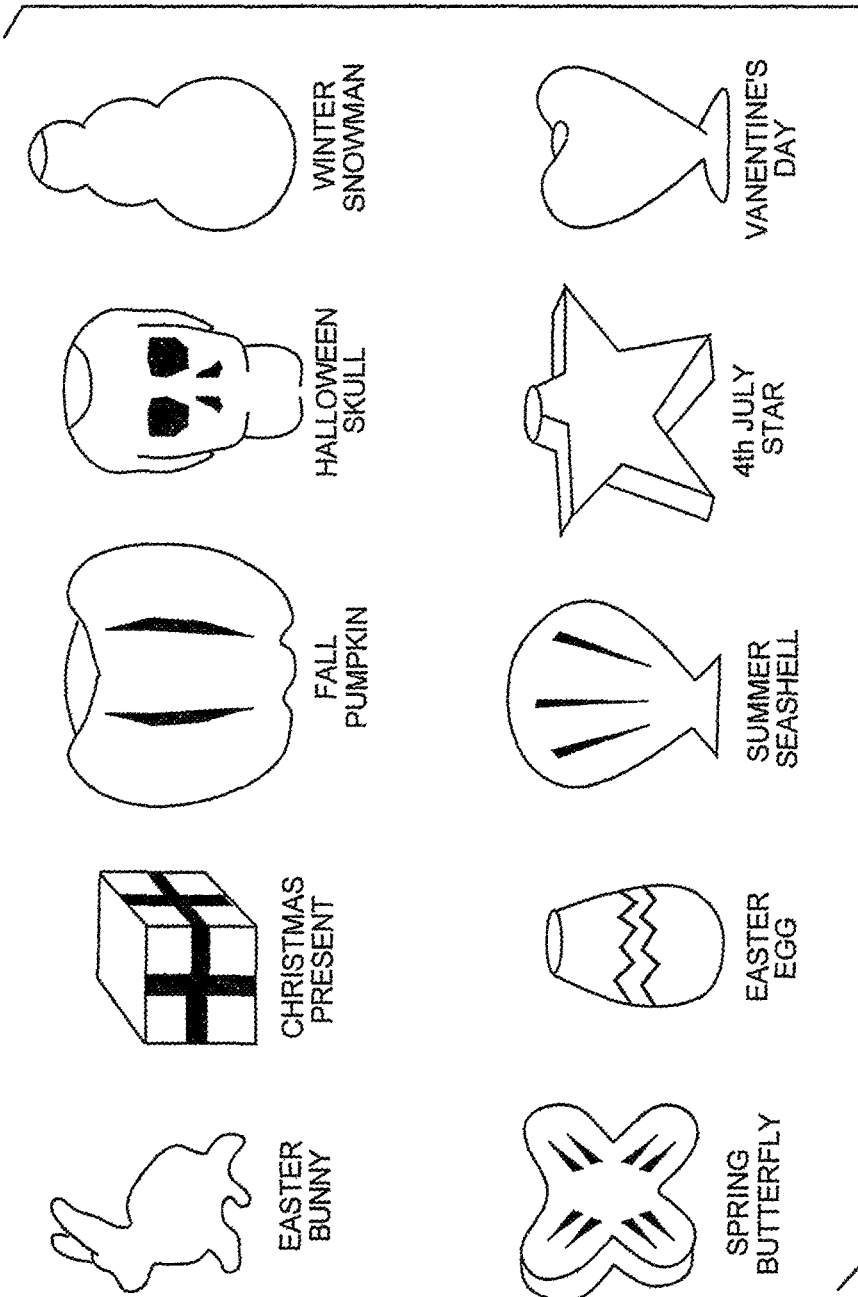 EASTER
BUNNY
CHRISTMAS
PRESENT
FALL
PUMPKIN
HALLOWEEN
SKULL
WINTER
SNOWMAN
SPRING
BUTTERFLY
EASTER
EGG
SUMMER
SEASHELL
4th JULY
STAR
VANENTINE'S
DAY